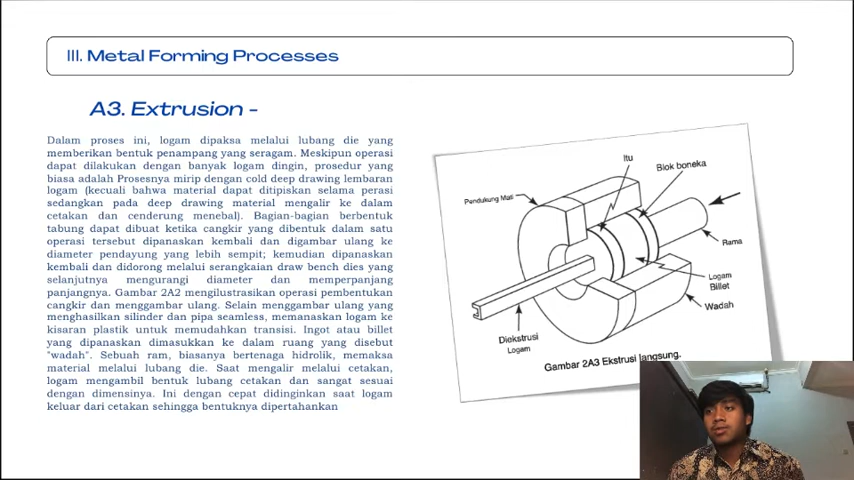 III. Metal Forming Processes
A3. Extrusion -
Dalam proses ini, logam dipaksa melalui lubang die yang
memberikan bentuk penampang yang seragam. Meskipun operasi
dapat dilakukan dengan banyak logam dingin, prosedur yang
biasa adalah Prosesnya mirip dengan cold deep drawing lembaran
logam (kecuali bahwa material dapat ditipiskan selama perasi
sedangkan pada deep drawing material mengalir ke dalam
cetakan dan cenderung menebal). Bagian-bagian berbentuk
tabung dapat dibuat ketika cangkir yang dibentuk dalam satu
operasi tersebut dipanaskan kembali dan digambar ulang ke
diameter pendayung yang lebih sempit; kemudian dipanaskan
kembali dan didorong melalui serangkaian draw bench dies yang
selanjutnya mengurangi diameter dan memperpanjang
panjangnya. Gambar 2A2 mengilustrasikan operasi pembentukan
cangkir dan menggambar ulang. Selain menggambar ulang yang
menghasilkan silinder dan pipa seamless, memanaskan logam ke
kisaran plastik untuk memudahkan transisi. Ingot atau billet
yang dipanaskan dimasukkan ke dalam ruang yang disebut
"wadah". Sebuah ram, biasanya bertenaga hidrolik, memaksa
material melalui lubang die. Saat mengalir melalui cetakan,
logam mengambil bentuk lubang cetakan dan sangat sesuai
dengan dimensinya. Ini dengan cepat didinginkan saat logam
keluar dari cetakan sehingga bentuknya dipertahankan
Itu
Blok boneka
Pendukung Mati
Rama
Logam
Billet
Wadah
Diekstrusi
Logam
Gambar 2A3 Ekstrusi langsung.